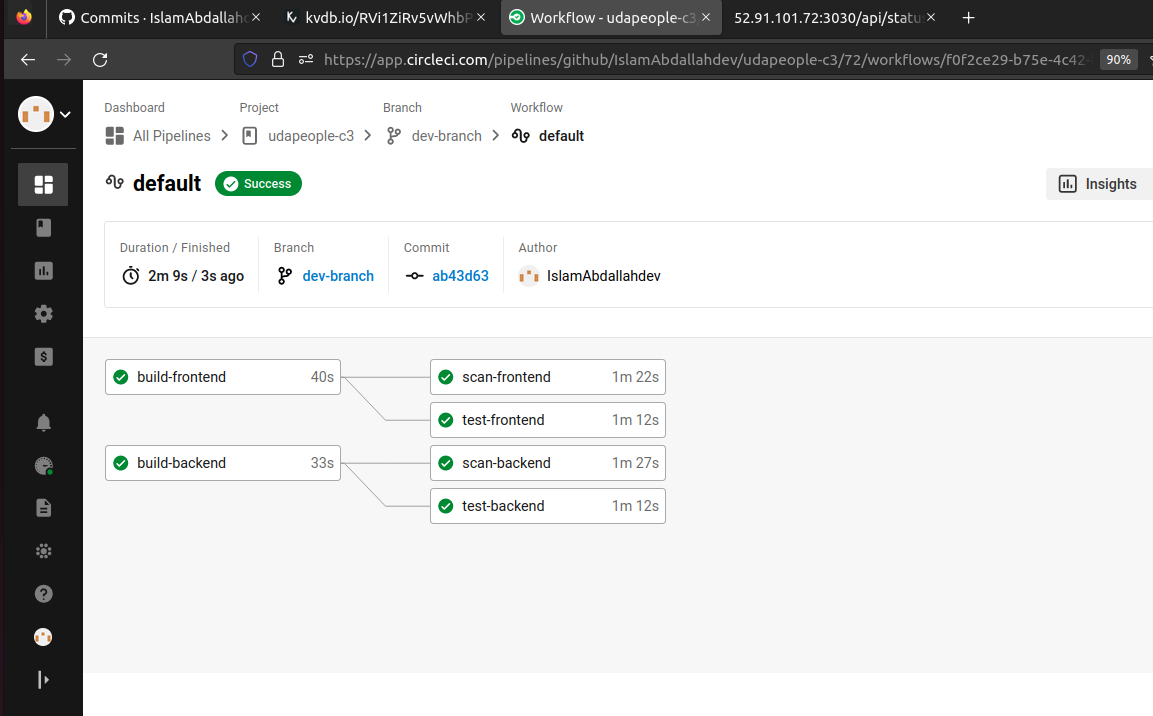 Commits · IslamAbdallahd
kvdb.io/RVi1ZiRv5vWhbP
Workflow - udapeople-c3
52.91.101.72:3030/api/statu
https://app.circleci.com/pipelines/github/IslamAbdallahdev/udapeople-c3/72/workflows/f0f2ce29-b75e-4c42-
90%
Dashboard
Project
Branch
Workflow
All Pipelines
udapeople-c3
dev-branch
default
default
Success
Insights
Duration / Finished
Branch
Commit
Author
2m 9s / 3s ago
dev-branch
ab43d63
IslamAbdallahdev
build-frontend 40s
scan-frontend 1m 22s
test-frontend 1m 12s
build-backend 33s
scan-backend 1m 27s
test-backend 1m 12s